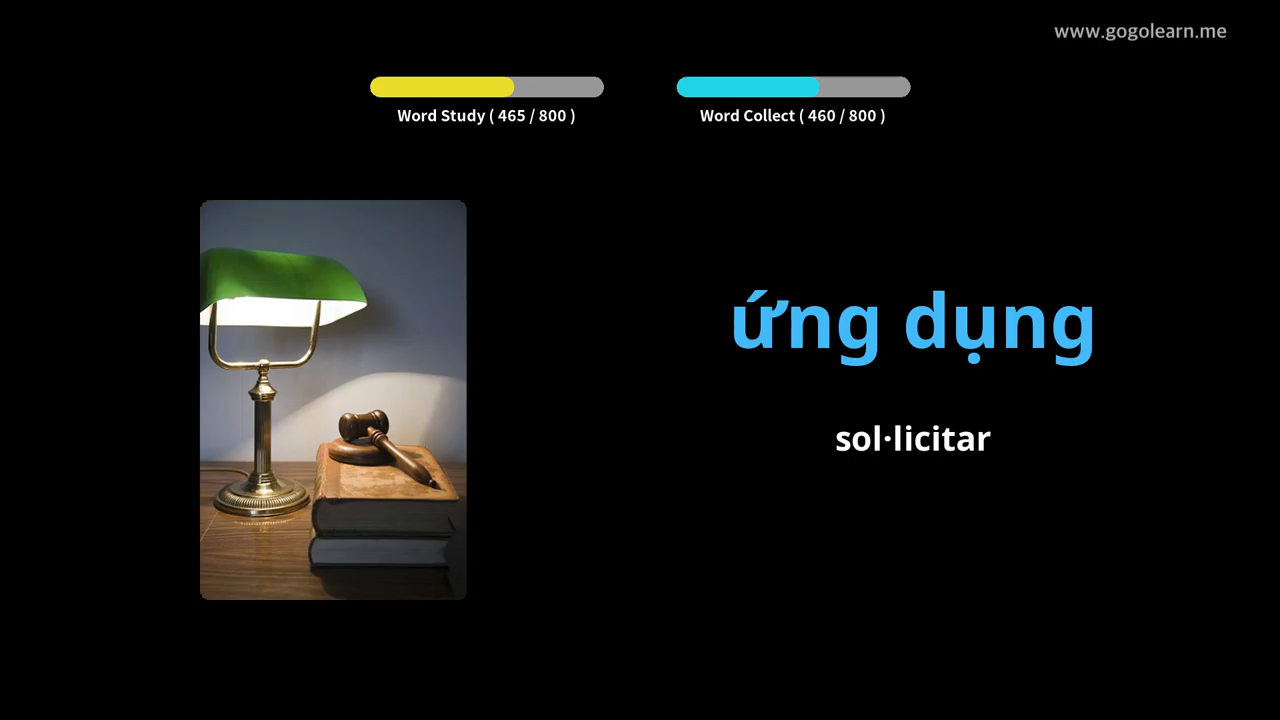 www.gogolearn.me
Word Study ( 465 / 800 )
Word Collect ( 460 / 800 )
ứng dụng
sol·licitar